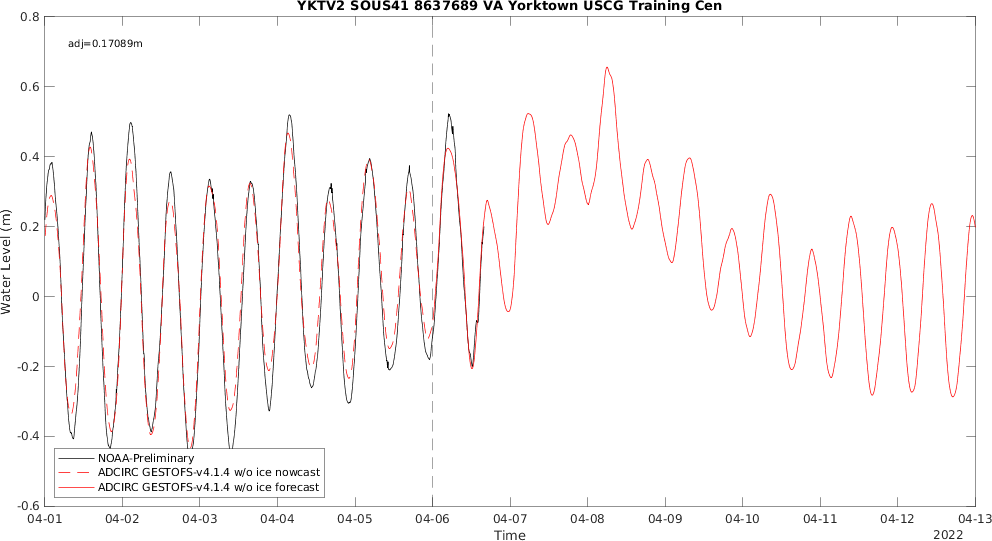 YKTV2 SOUS41 8637689 VA Yorktown USCG Training Cen
adj=0.17089m
Water Level (m)
0.8
0.6
0.4
0.2
0
-0.2
-0.4
-0.6
NOAA-Preliminary
ADCIRC GESTOFS-v4.1.4 w/o ice nowcast
ADCIRC GESTOFS-v4.1.4 w/o ice forecast
04-01 04-02 04-03 04-04 04-05 04-06 04-07 04-08 04-09 04-10 04-11 04-12 04-13
Time
2022